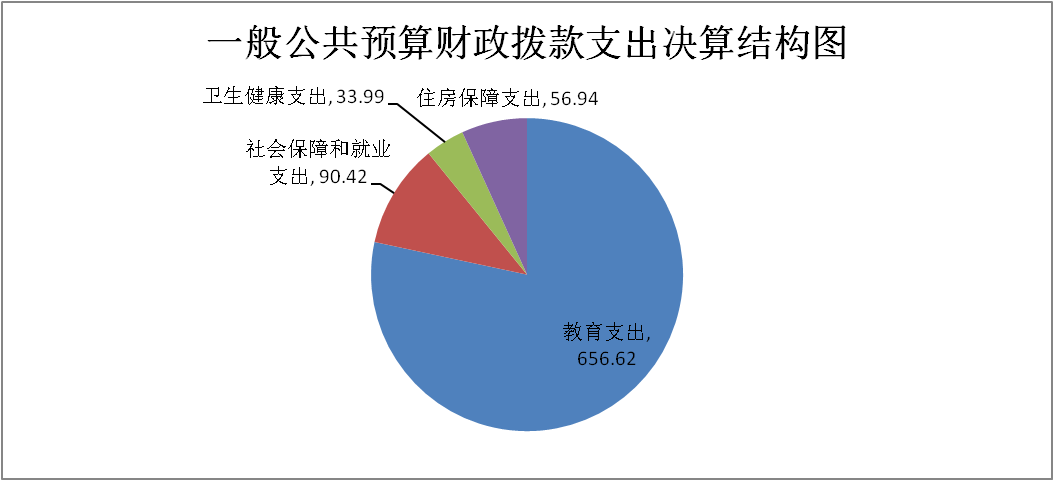 一般公共预算财政拨款支出决算结构图
卫生健康支出, 33.99
住房保障支出, 56.94
社会保障和就业
支出, 90.42
教育支出,
656.62